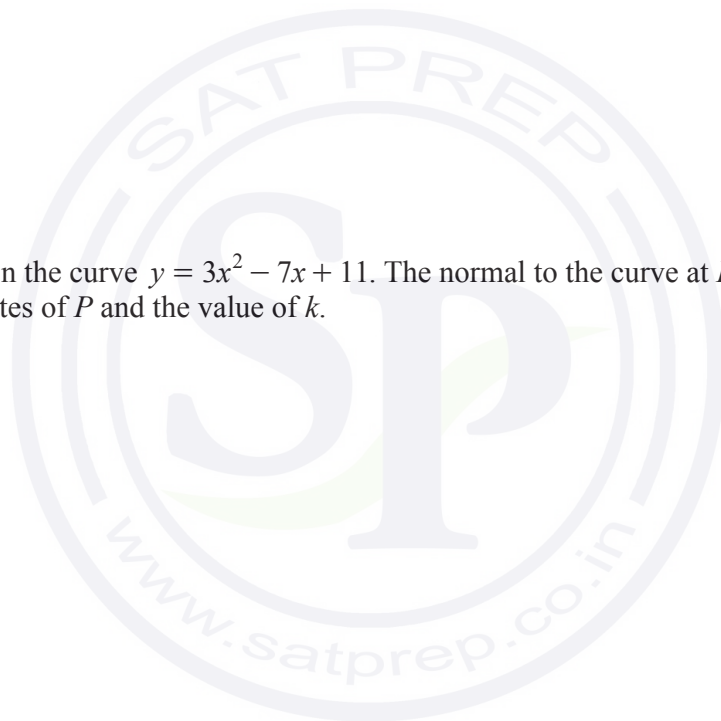 SAT PREP
n the curve y = 3x² − 7x + 11. The normal to the curve at
tes of P and the value of k.
SP
www.satprep.co.in